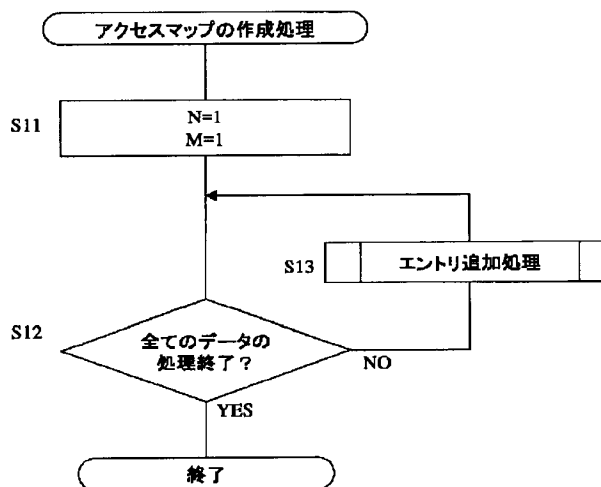 アクセスマップの作成処理
S11
N=1
M=1
S13
エントリ追加処理
S12
全てのデータの
処理終了?
NO
YES
終了